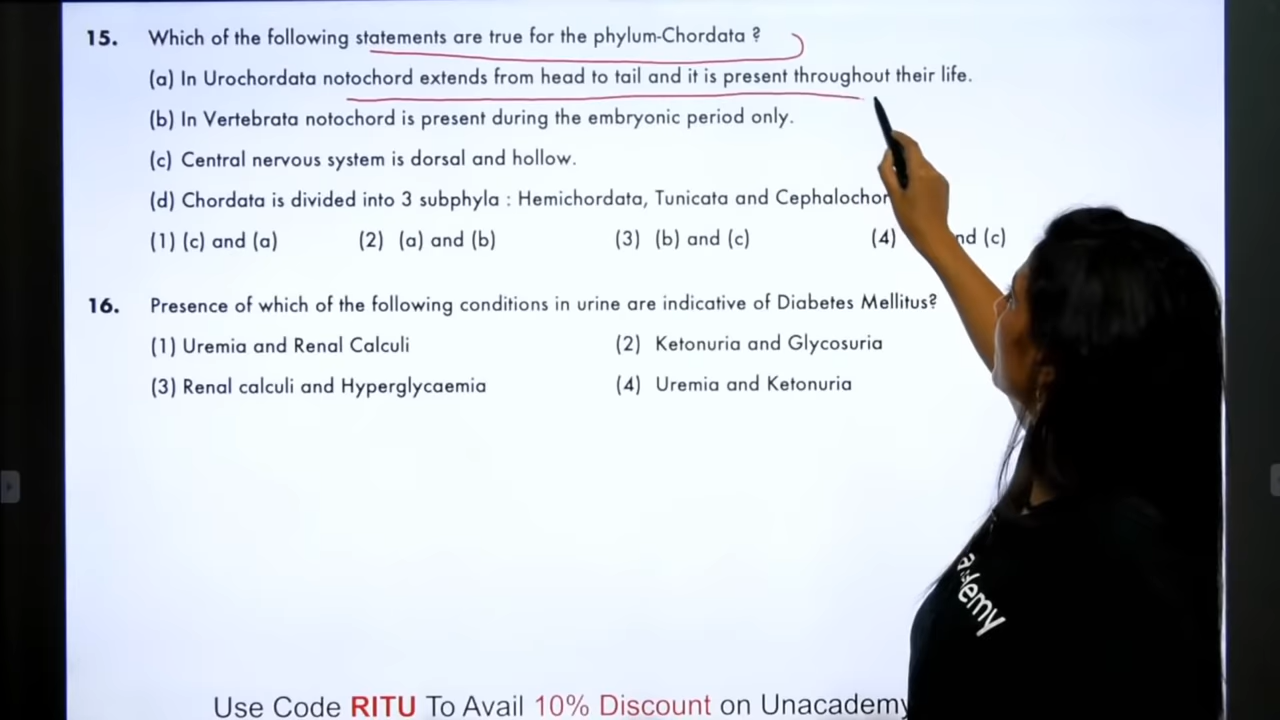 15. Which of the following statements are true for the phylum-Chordata ?
(a) In Urochordata notochord extends from head to tail and it is present throughout their life.
(b) In Vertebrata notochord is present during the embryonic period only.
(c) Central nervous system is dorsal and hollow.
(d) Chordata is divided into 3 subphyla : Hemichordata, Tunicata and
(1) (c) and (a) (2) (a) and (b) (3) (b) and (c) (4) (c)
16. Presence of which of the following conditions in urine are indicative of Diabetes Mellitus?
(1) Uremia and Renal Calculi (2) Ketonuria and Glycosuria
(3) Renal calculi and Hyperglycaemia (4) Uremia and Ketonuria
Use Code RITU To Avail 10% Discount on Unacademy